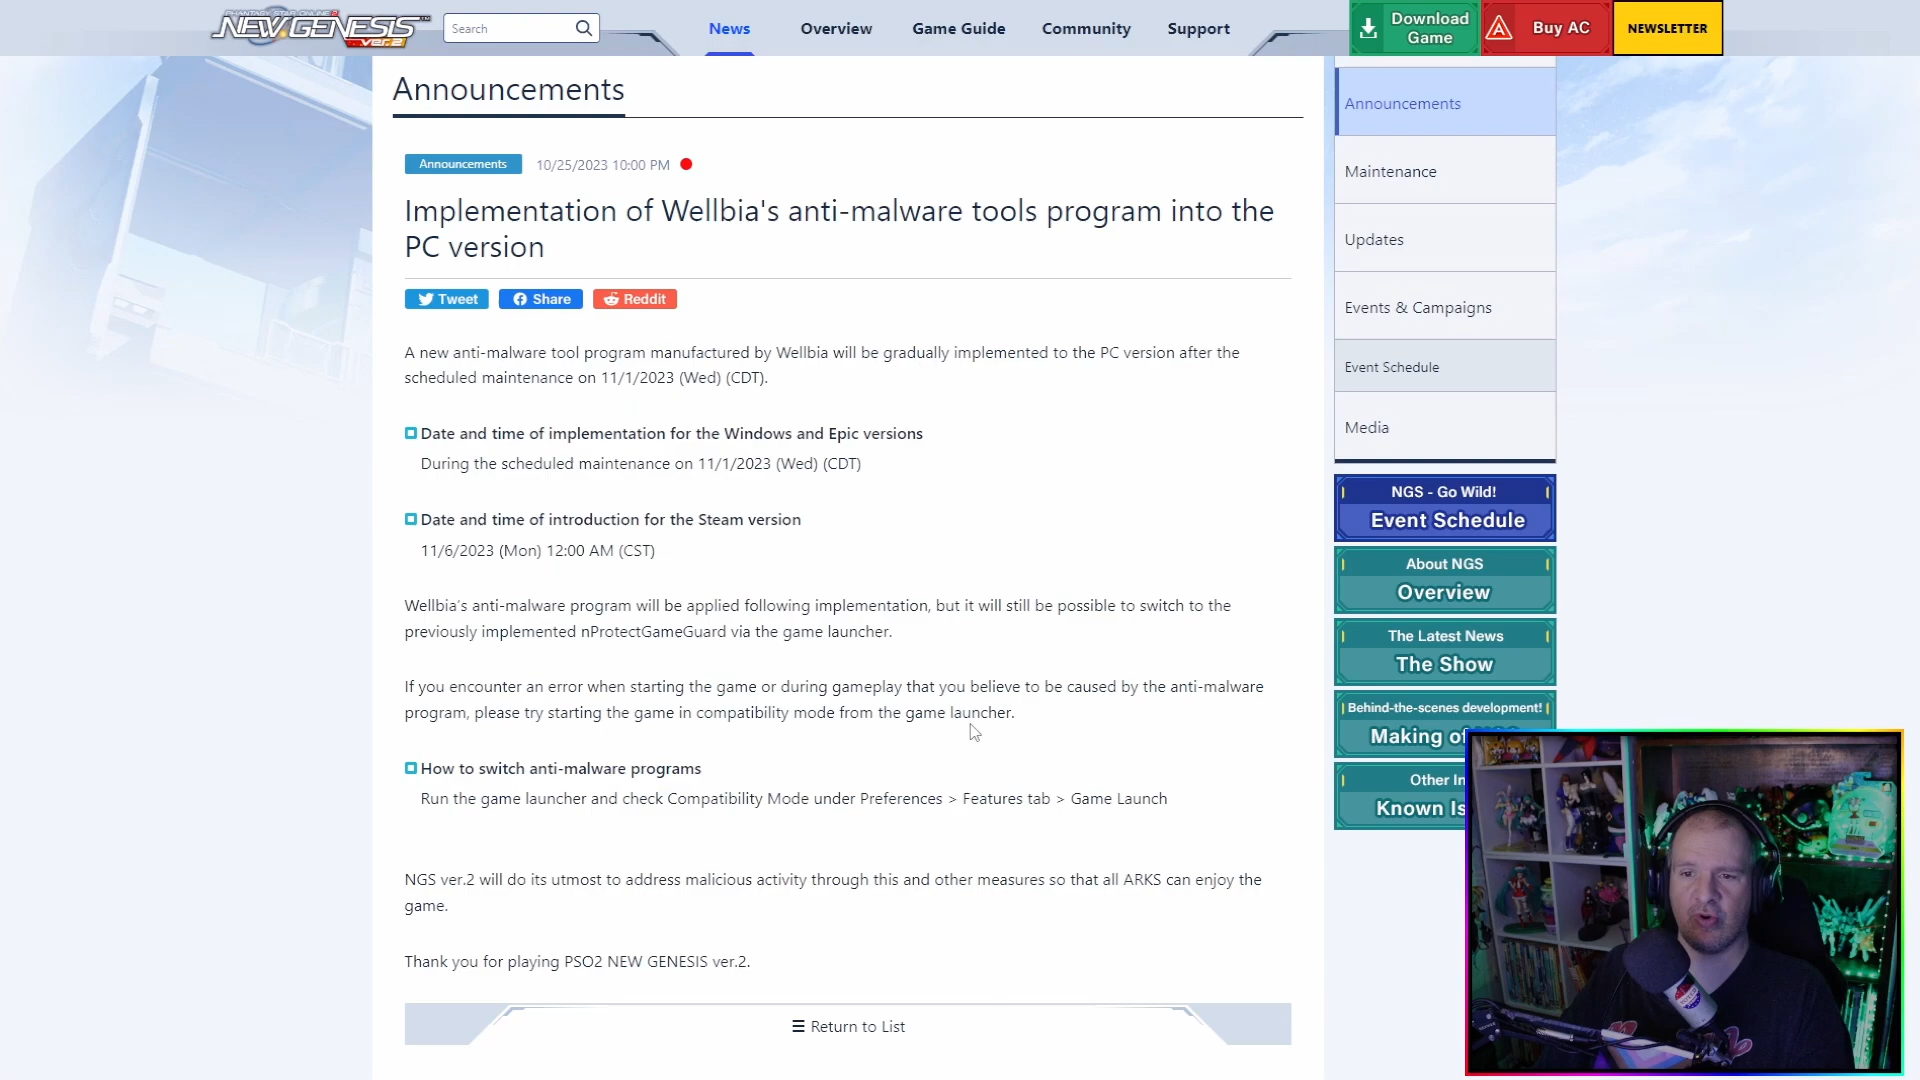 PHANTASY STAR ONLINE 2
NEW GENESIS
ver.2
Search
News
Overview
Game Guide
Community
Support
Download
Game
Buy AC
NEWSLETTER
Announcements
Announcements
10/25/2023 10:00 PM
Implementation of Wellbia's anti-malware tools program into the
PC version
Tweet
Share
Reddit
A new anti-malware tool program manufactured by Wellbia will be gradually implemented to the PC version after the
scheduled maintenance on 11/1/2023 (Wed) (CDT).
Date and time of implementation for the Windows and Epic versions
During the scheduled maintenance on 11/1/2023 (Wed) (CDT)
Date and time of introduction for the Steam version
11/6/2023 (Mon) 12:00 AM (CST)
Wellbia's anti-malware program will be applied following implementation, but it will still be possible to switch to the
previously implemented nProtectGameGuard via the game launcher.
If you encounter an error when starting the game or during gameplay that you believe to be caused by the anti-malware
program, please try starting the game in compatibility mode from the game launcher.
How to switch anti-malware programs
Run the game launcher and check Compatibility Mode under Preferences > Features tab > Game Launch
NGS ver.2 will do its utmost to address malicious activity through this and other measures so that all ARKS can enjoy the
game.
Thank you for playing PSO2 NEW GENESIS ver.2.
Return to List
Announcements
Maintenance
Updates
Events & Campaigns
Event Schedule
Media
NGS - Go Wild!
Event Schedule
About NGS
Overview
The Latest News
The Show
Behind-the-scenes development!
Making of
Other In
Known Is